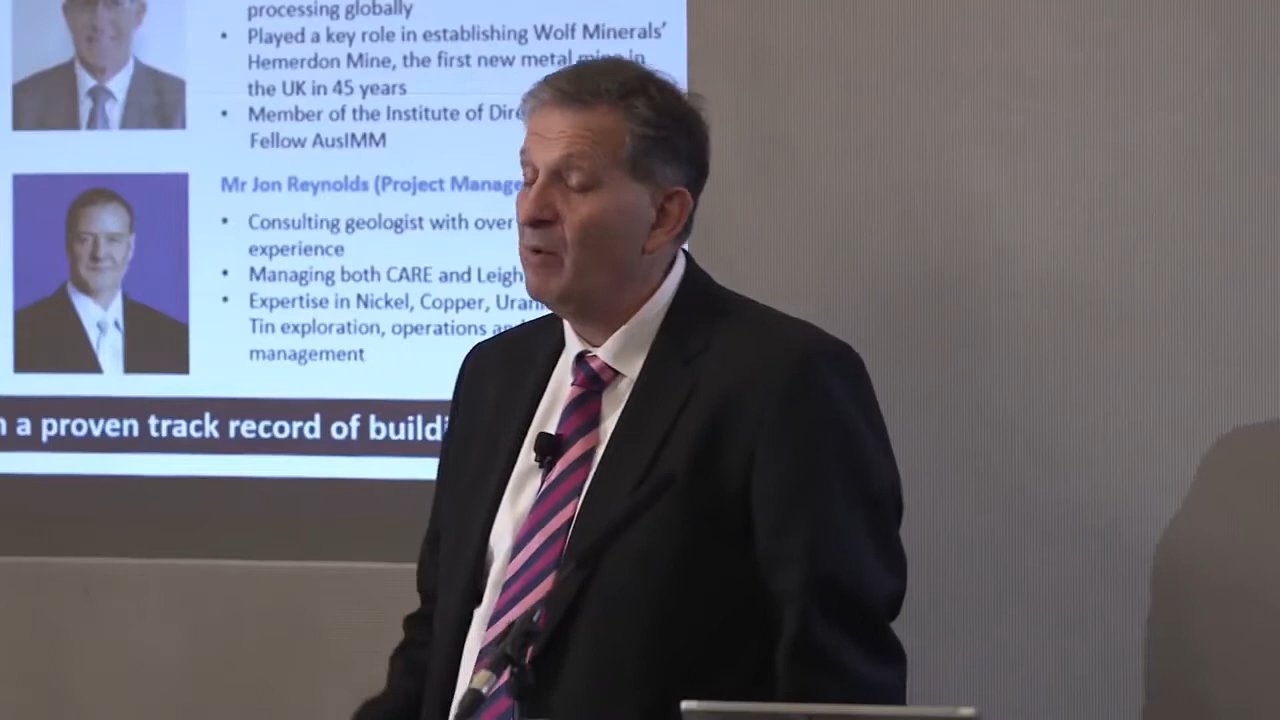 processing globally
• Played a key role in establishing Wolf Minerals'
Hemerdon Mine, the first new metal mine in
the UK in 45 years
• Member of the Institute of
Fellow AusIMM
Mr Jon Reynolds (Project
• Consulting geologist with over
experience
• Managing both CARE and
• Expertise in Nickel, Copper,
Tin exploration, operations
management
a proven track record of